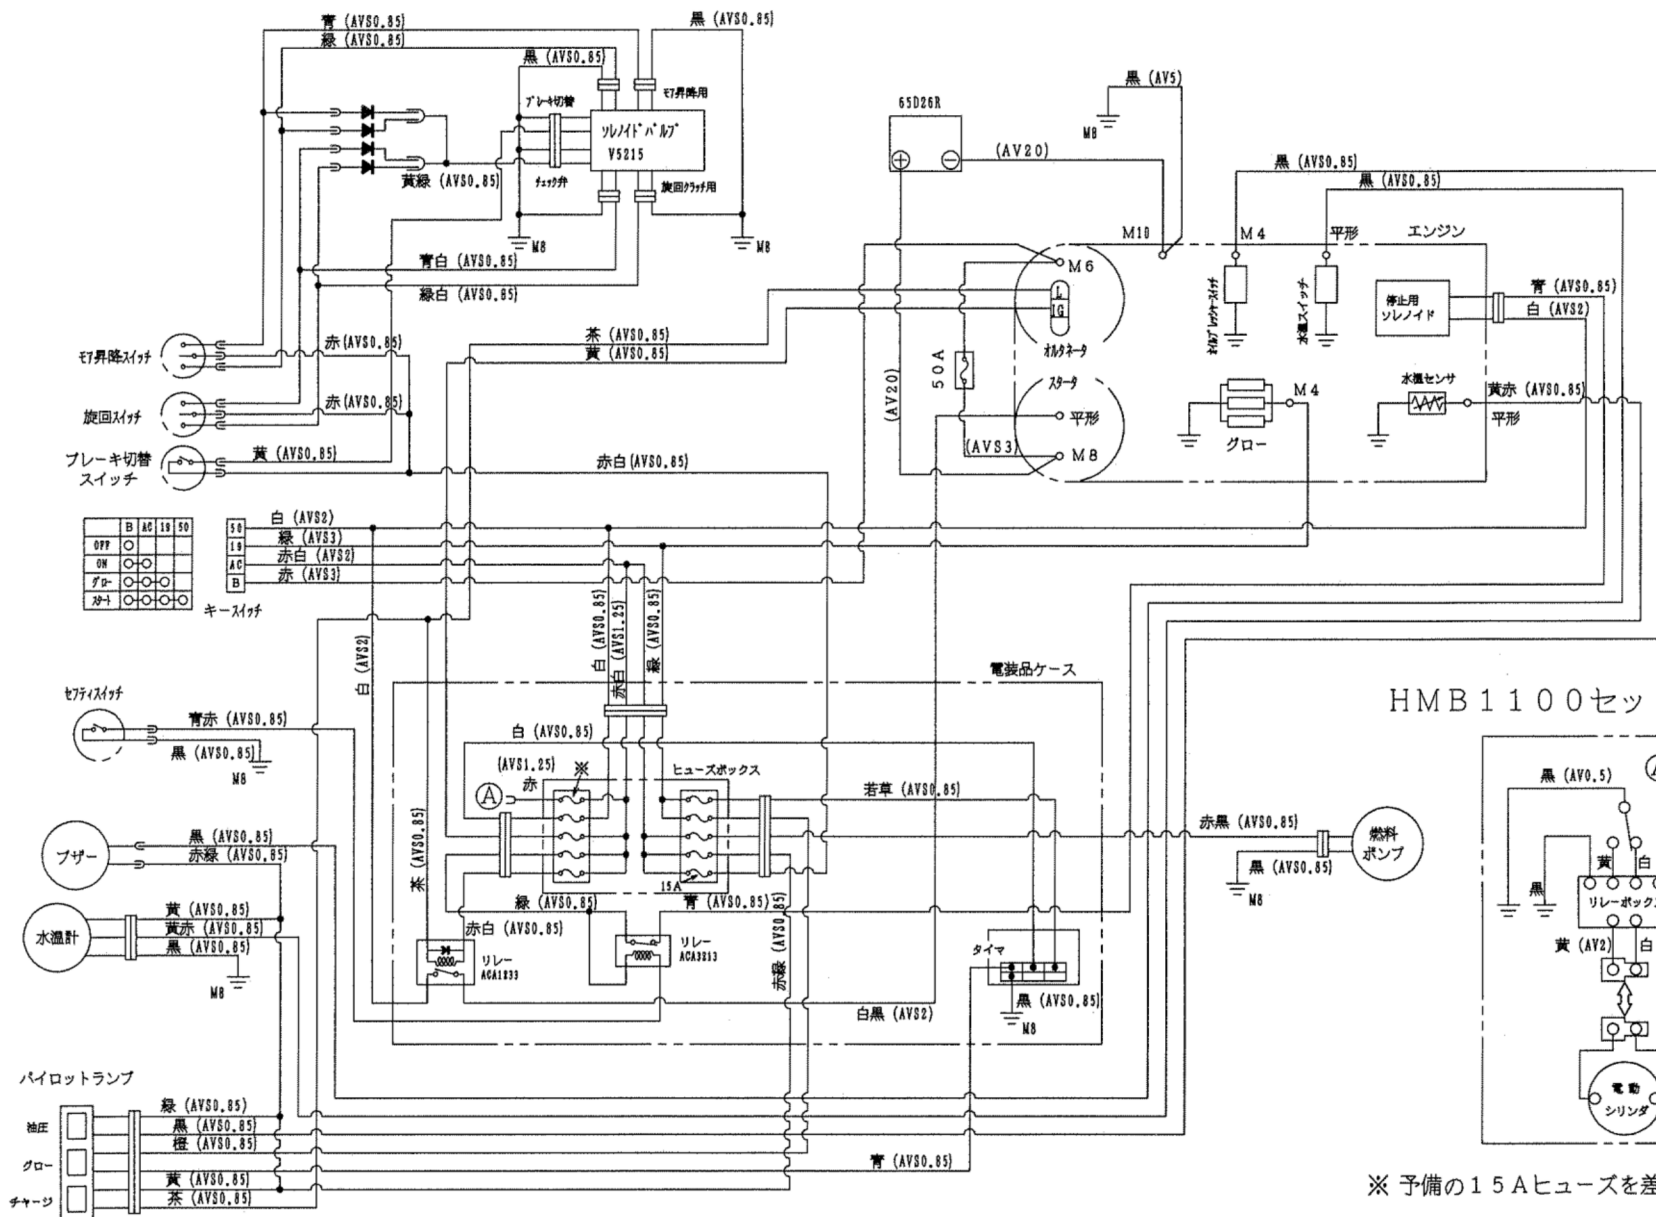 青 (AVS0.85)
緑 (AVS0.85)
黒 (AVS0.85)
黒 (AVS0.85)
ブレーキ切替
モア昇降用
ソレノイドバルブ
V5215
黄緑 (AVS0.85)
チェック弁
旋回クラッチ用
M8
M8
青白 (AVS0.85)
緑白 (AVS0.85)
65D26R
(AV20)
黒 (AV5)
M8
黒 (AVS0.85)
黒 (AVS0.85)
M10
M4
平形
エンジン
M6
L
IG
オルタネータ
オイルプレッシャースイッチ
水温スイッチ
停止用
ソレノイド
青 (AVS0.85)
白 (AVS2)
茶 (AVS0.85)
黄 (AVS0.85)
50A
(AV20)
スタータ
平形
(AVS3)
M8
M4
グロー
水温センサ
黄赤 (AVS0.85)
平形
モア昇降スイッチ
赤(AVS0.85)
旋回スイッチ
赤(AVS0.85)
ブレーキ切替
スイッチ
黄 (AVS0.85)
赤白(AVS0.85)
B AC 19 50
OFF
ON
グロー
スタート
50
19
AC
B
キースイッチ
白 (AVS2)
緑 (AVS3)
赤白 (AVS2)
赤 (AVS3)
白 (AVS2)
白 (AVS0.85)
赤白 (AVS1.25)
緑 (AVS0.85)
電装品ケース
セフティスイッチ
青赤 (AVS0.85)
黒 (AVS0.85)
M8
白 (AVS0.85)
(AVS1.25)
赤
※
A
ヒューズボックス
若草 (AVS0.85)
15A
茶 (AVS0.85)
緑 (AVS0.85)
青 (AVS0.85)
赤白 (AVS0.85)
リレー
ACA1233
リレー
ACA3213
赤緑 (AVS0.85)
タイマ
黒 (AVS0.85)
M8
白黒 (AVS2)
赤黒 (AVS0.85)
黒 (AVS0.85)
M8
燃料
ポンプ
ブザー
黒 (AVS0.85)
赤緑 (AVS0.85)
水温計
黄 (AVS0.85)
黄赤 (AVS0.85)
黒 (AVS0.85)
M8
パイロットランプ
油圧
グロー
チャージ
緑 (AVS0.85)
黒 (AVS0.85)
橙 (AVS0.85)
黄 (AVS0.85)
茶 (AVS0.85)
青 (AVS0.85)
HMB1100セッ
黒 (AV0.5)
A
黄
白
黒
リレーボックス
黄 (AV2)
白
電動
シリンダ
※ 予備の15Aヒューズを差